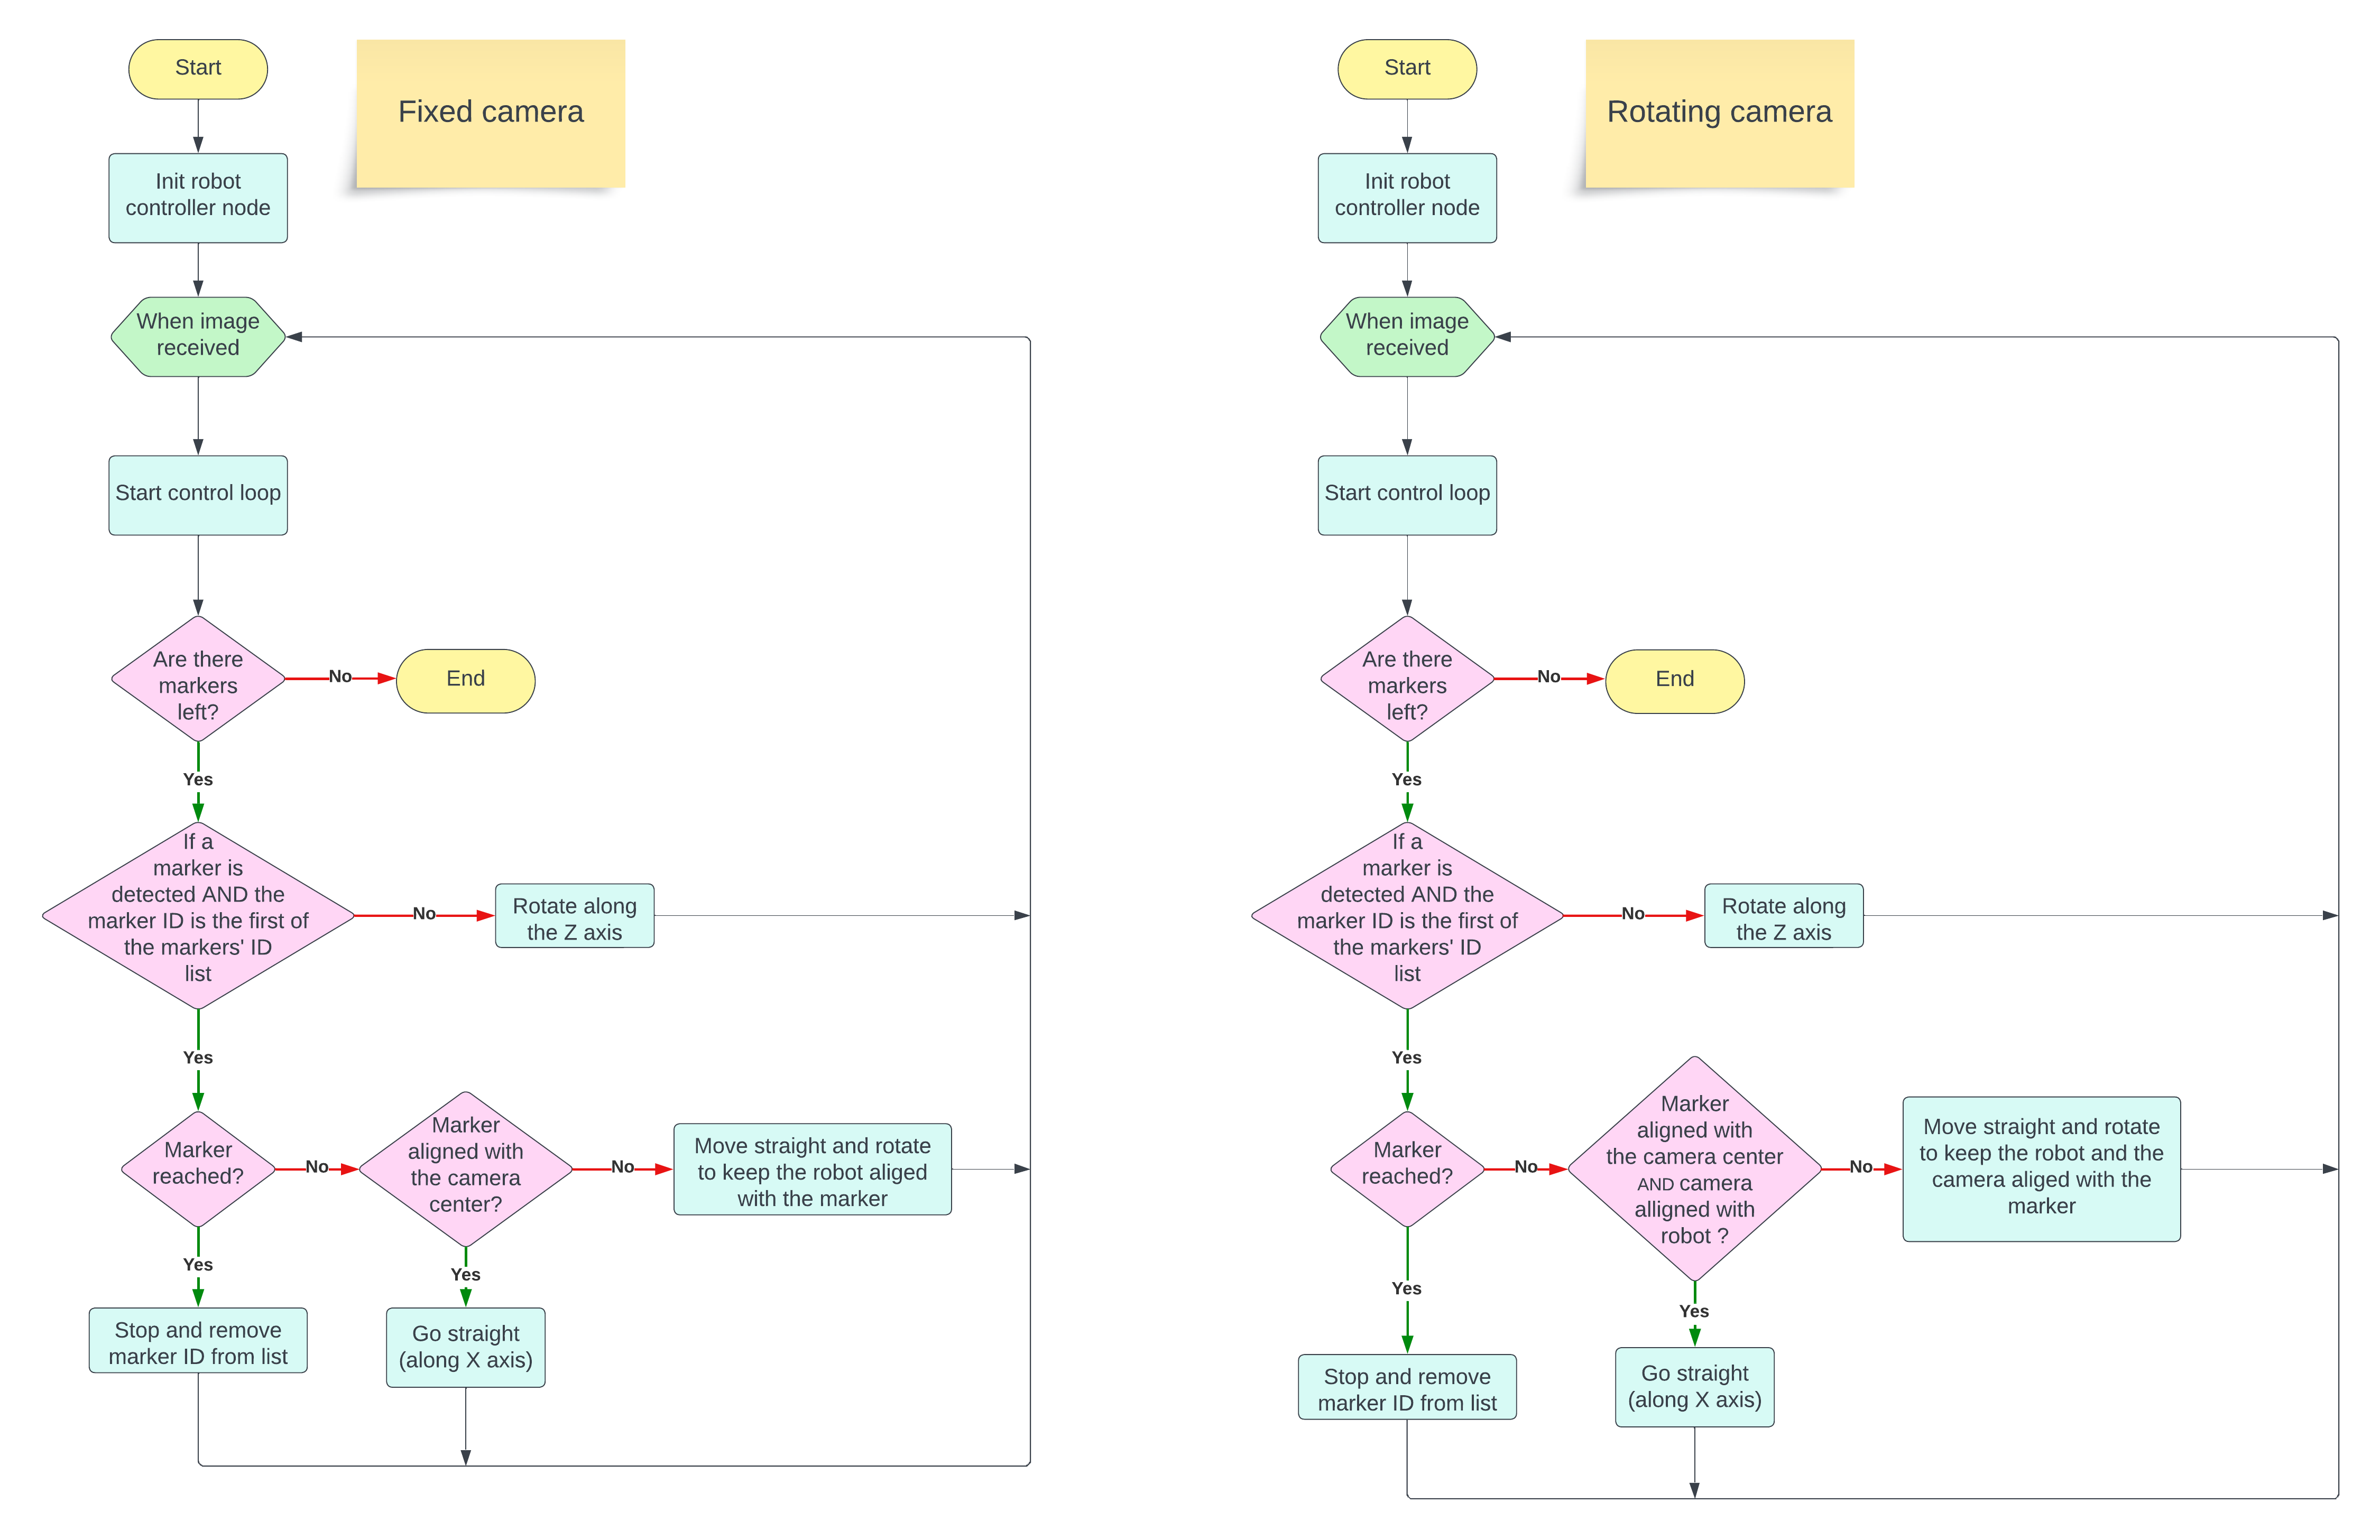 Start
Fixed camera
Init robot
controller node
When image
received
Start control loop
Are there
markers
left?
No
End
Yes
If a
marker is
detected AND the
marker ID is the first of
the markers' ID
list
No
Rotate along
the Z axis
Yes
Marker
reached?
No
Marker
aligned with
the camera
center?
No
Move straight and rotate
to keep the robot aliged
with the marker
Yes
Yes
Stop and remove
marker ID from list
Go straight
(along X axis)
Start
Rotating camera
Init robot
controller node
When image
received
Start control loop
Are there
markers
left?
No
End
Yes
If a
marker is
detected AND the
marker ID is the first of
the markers' ID
list
No
Rotate along
the Z axis
Yes
Marker
reached?
No
Marker
aligned with
the camera center
AND camera
alligned with
robot ?
No
Move straight and rotate
to keep the robot and the
camera aliged with the
marker
Yes
Yes
Stop and remove
marker ID from list
Go straight
(along X axis)